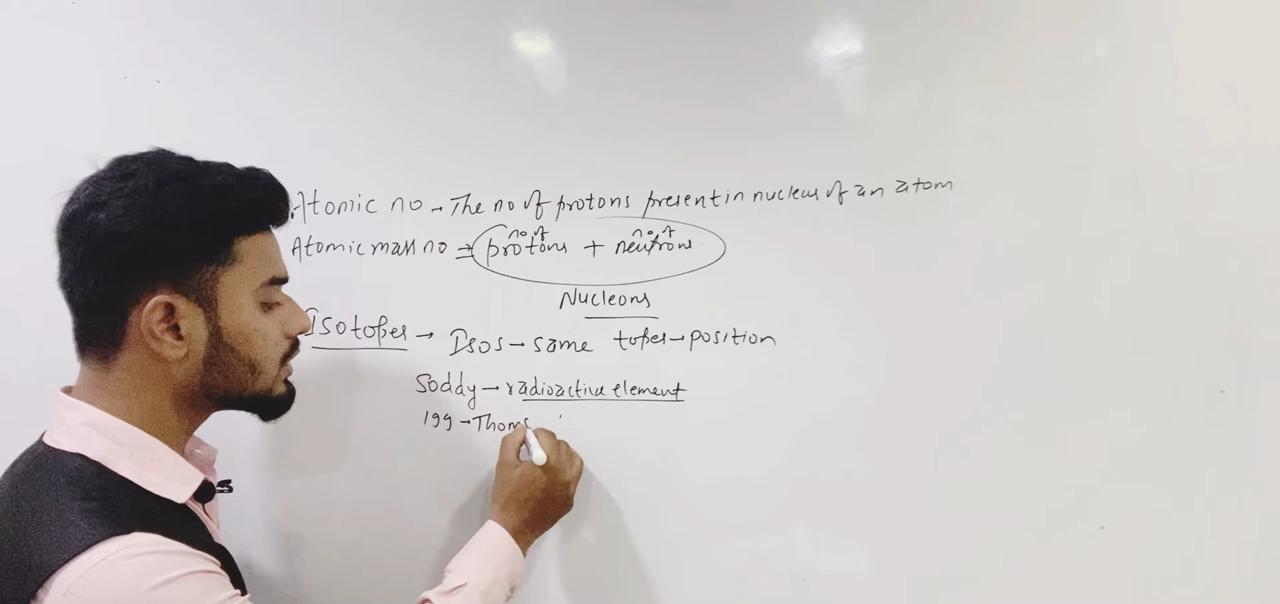 Atomic no → The no of protons present in nucleus of an atom
Atomic mass no ⇒ no. of protons + no. of neutrons
Nucleons
Isotopes → Isos → same topes → position
Soddy → radioactive element
199 → Thoms